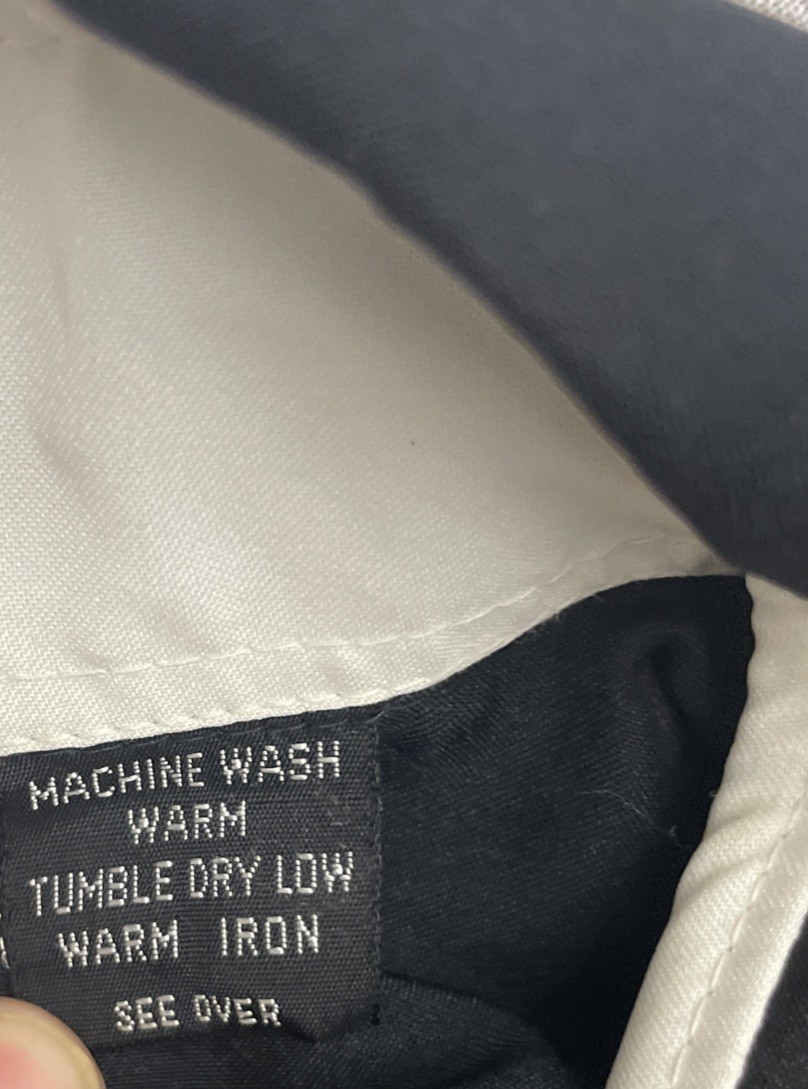 MACHINE WASH
WARM
TUMBLE DRY LOW
WARM IRON
SEE OVER